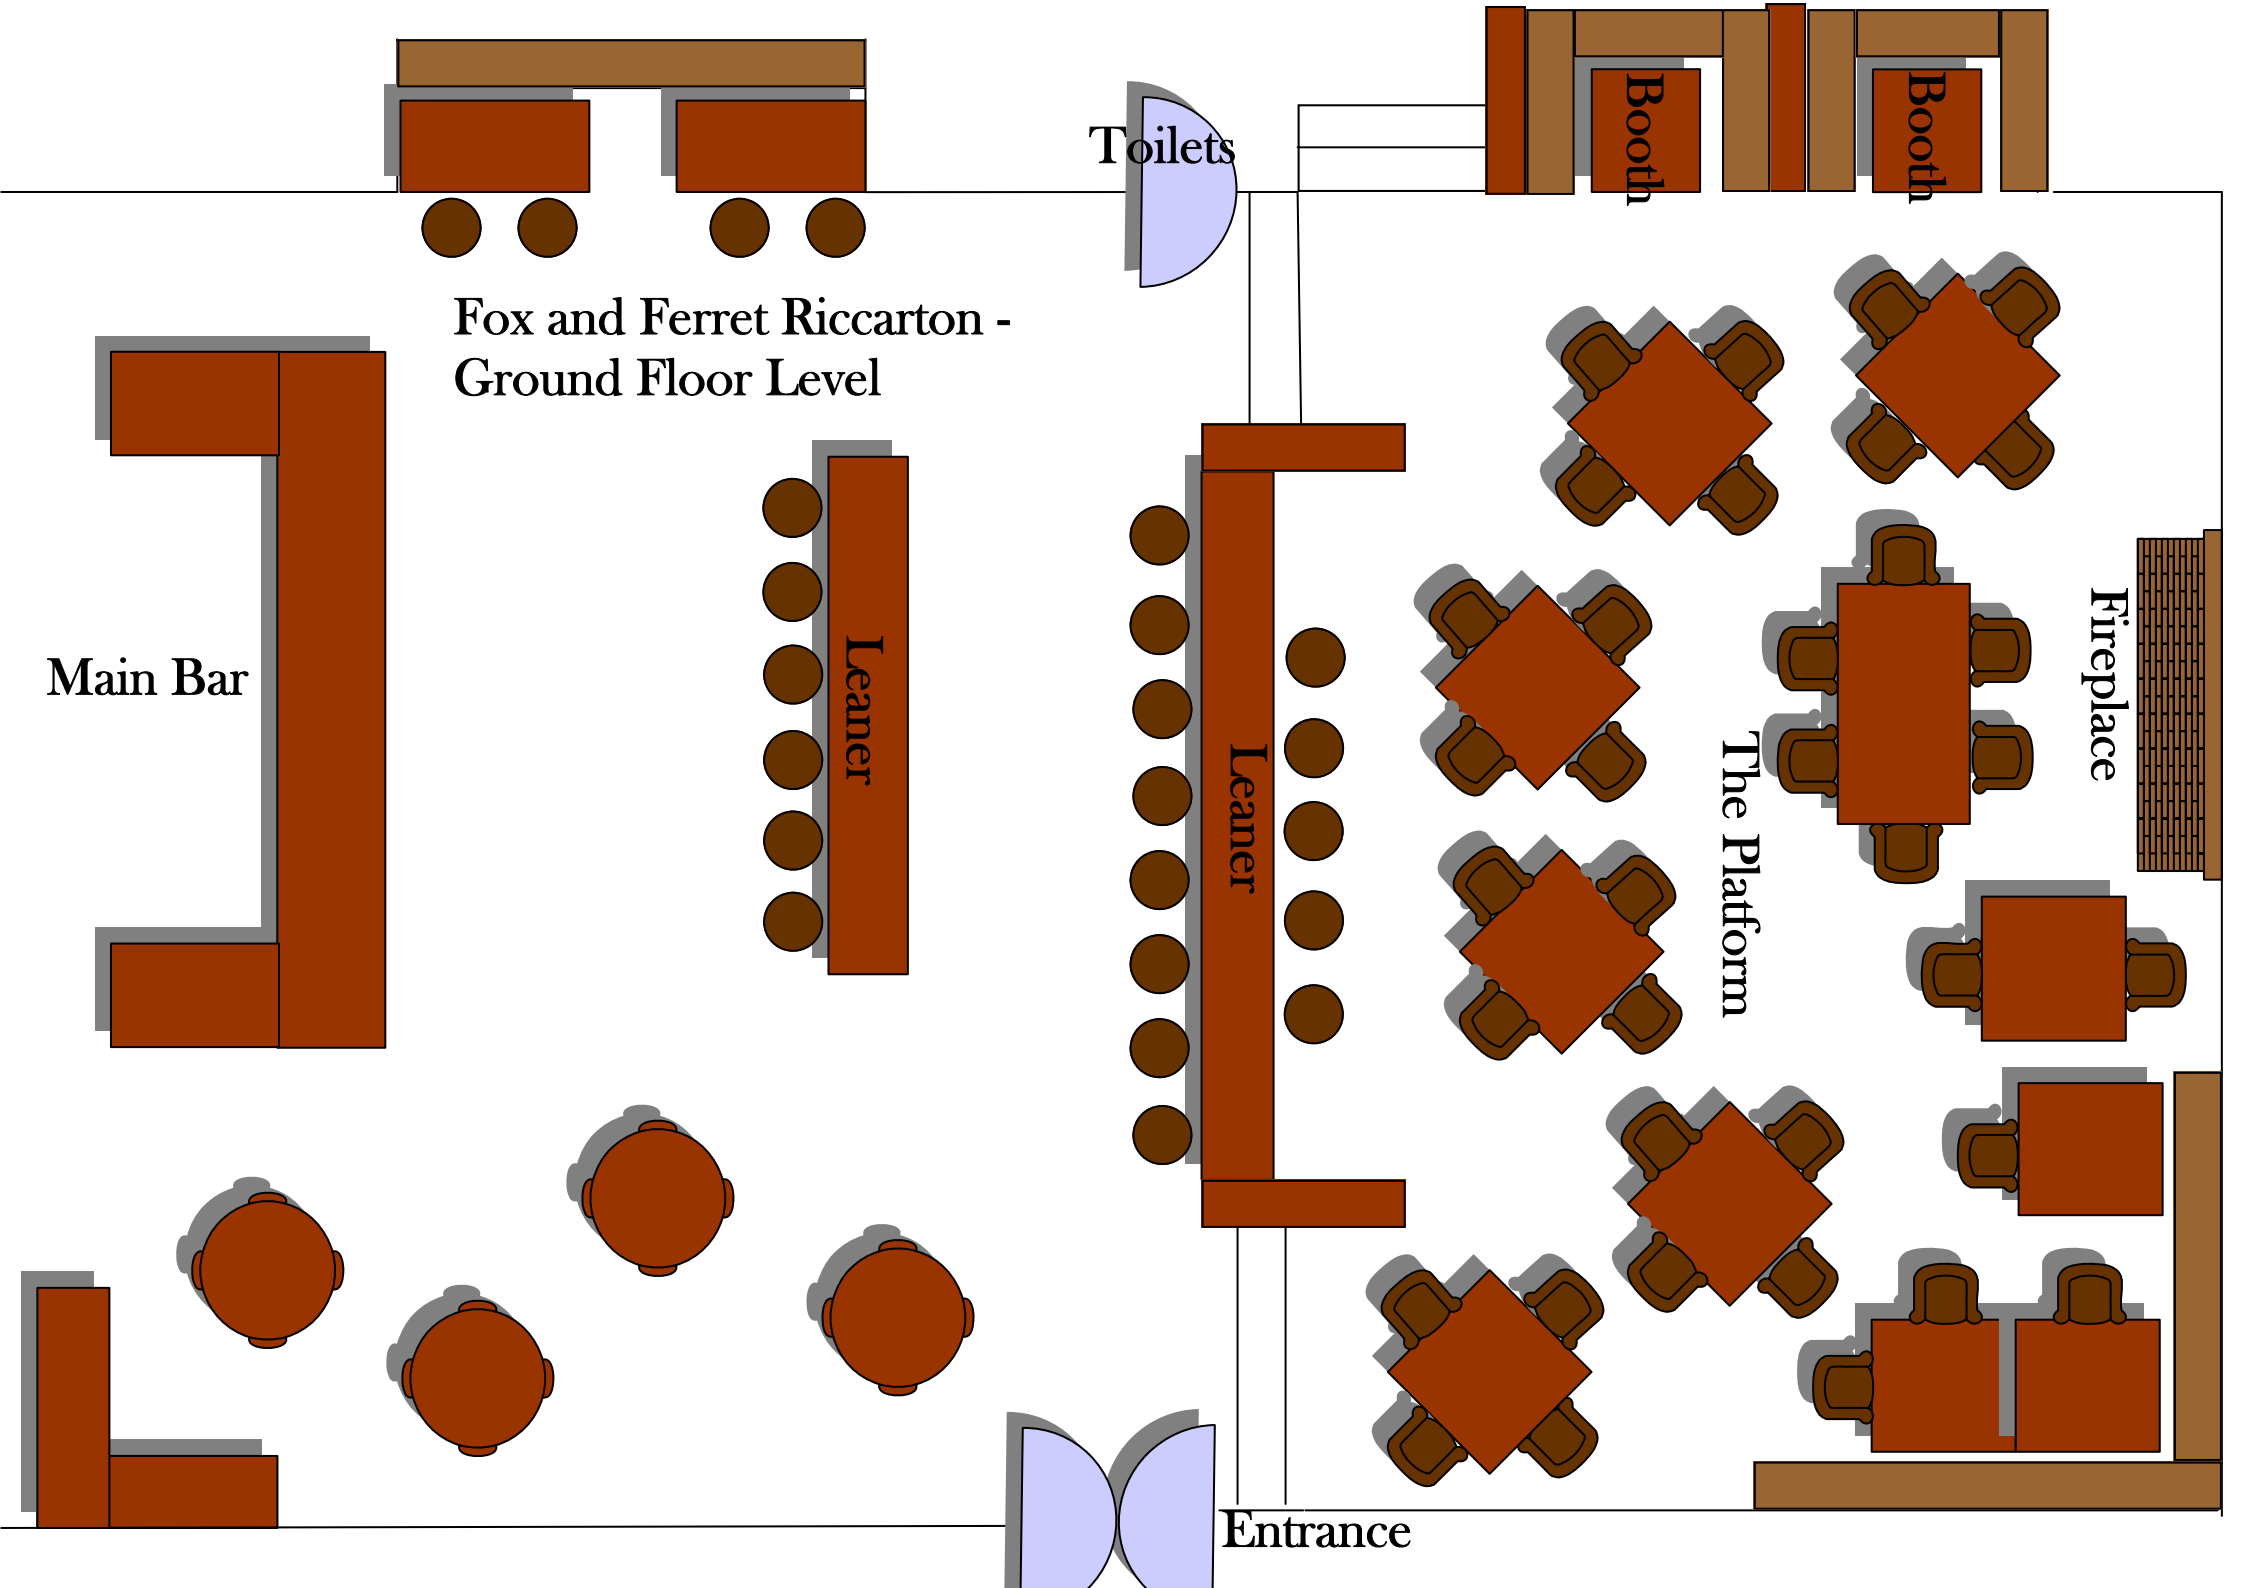 Toilets
Booth
Booth
Fox and Ferret Riccarton -
Ground Floor Level
Main Bar
Leaner
Leaner
The Platform
Fireplace
Entrance